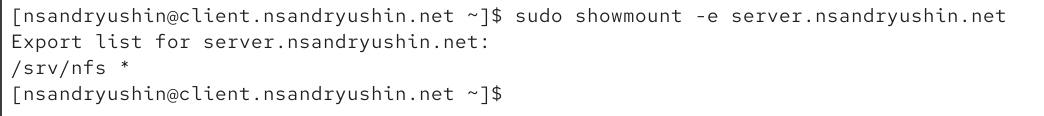 [nsandryushin@client.nsandryushin.net ~]$ sudo showmount -e server.nsandryushin.net
Export list for server.nsandryushin.net:
/srv/nfs *
[nsandryushin@client.nsandryushin.net ~]$